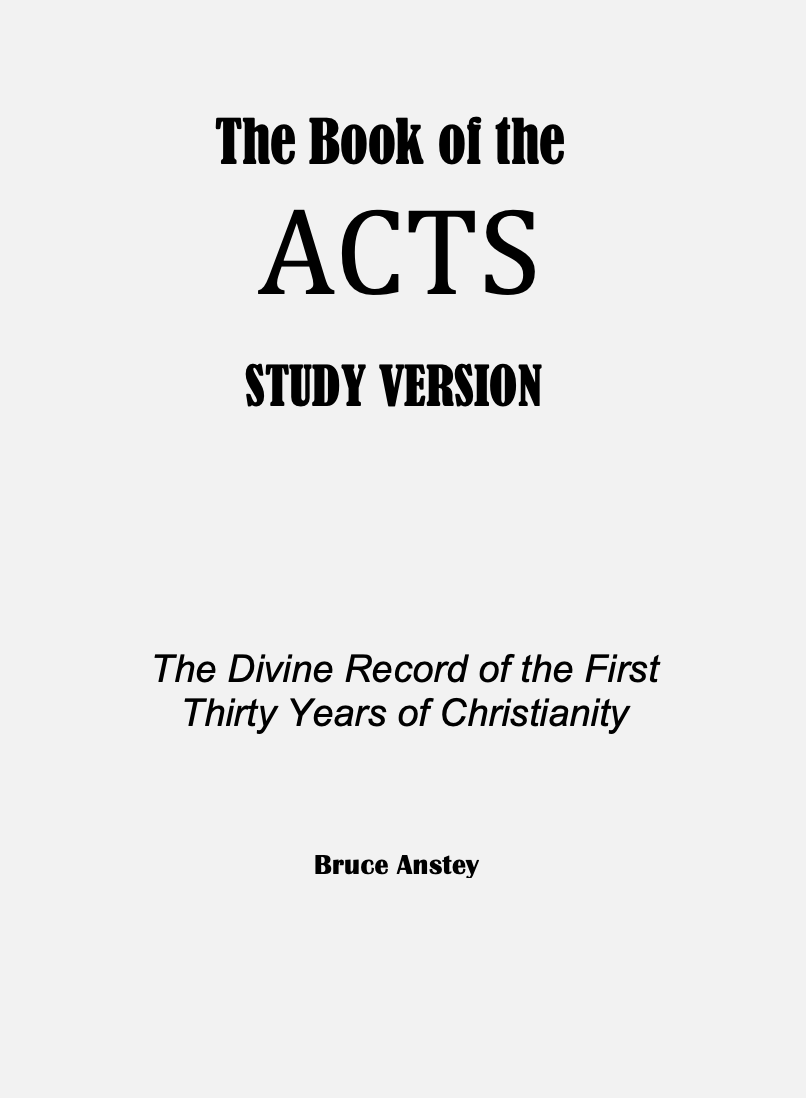 The Book of the
ACTS
STUDY VERSION
The Divine Record of the First
Thirty Years of Christianity
Bruce Anstey